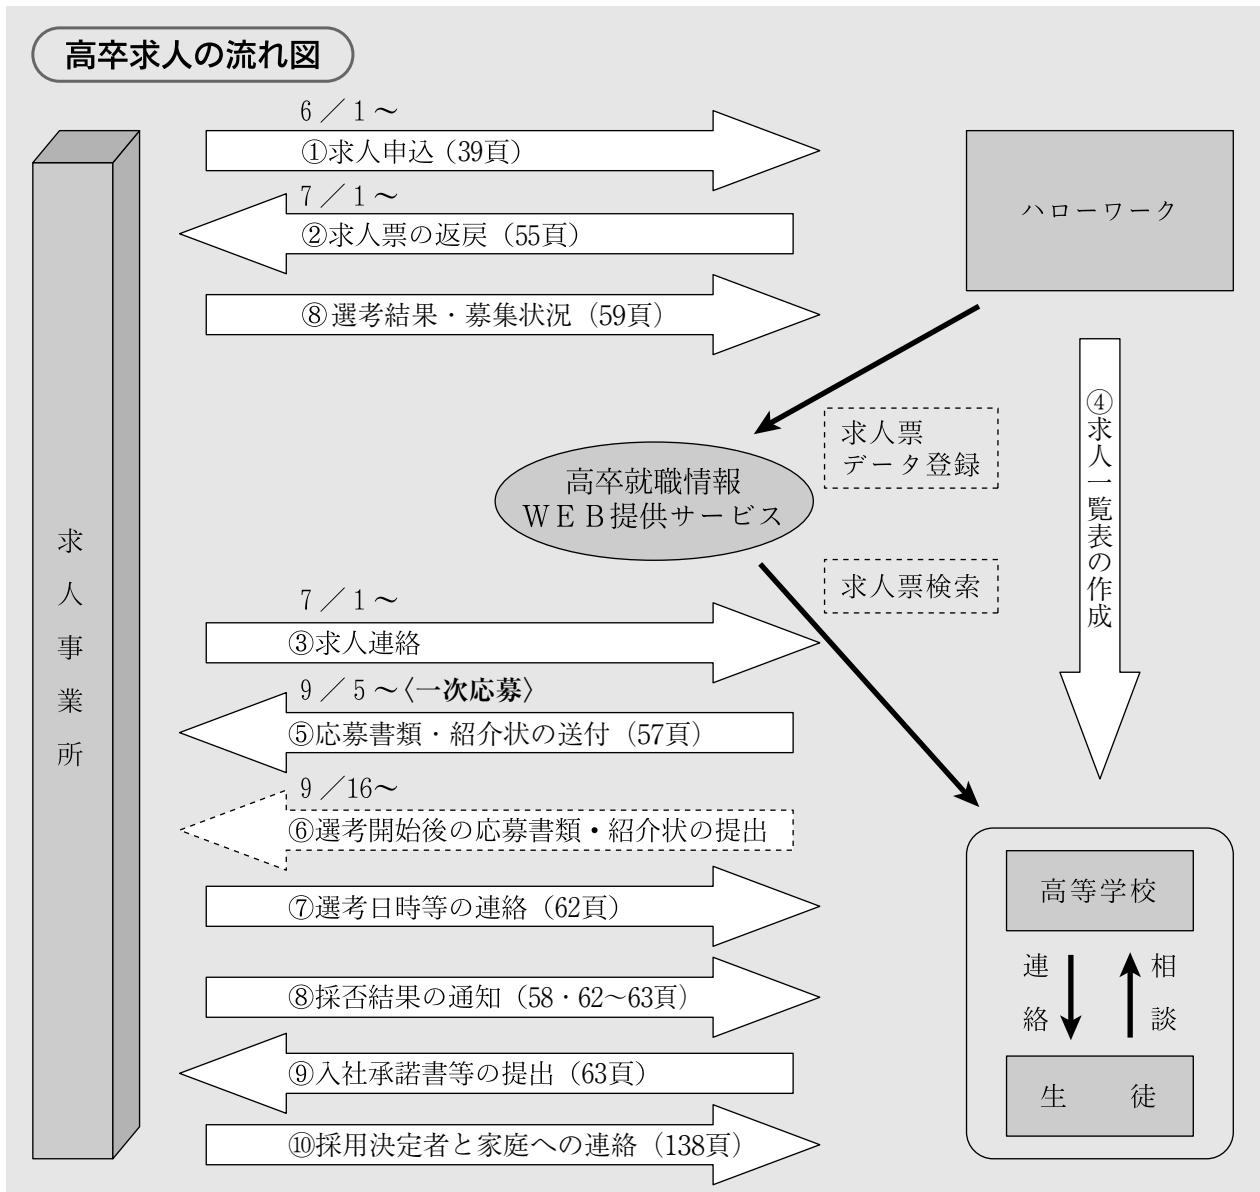 高卒求人の流れ図
6／1～
①求人申込（39頁）
7／1～
②求人票の返戻（55頁）
⑧選考結果・募集状況（59頁）
ハローワーク
求人票
データ登録
高卒就職情報
ＷＥＢ提供サービス
求人票検索
④求人一覧表の作成
求人事業所
7／1～
③求人連絡
9／5～〈一次応募〉
⑤応募書類・紹介状の送付（57頁）
9／16～
⑥選考開始後の応募書類・紹介状の提出
⑦選考日時等の連絡（62頁）
⑧採否結果の通知（58・62～63頁）
⑨入社承諾書等の提出（63頁）
⑩採用決定者と家庭への連絡（138頁）
高等学校
連絡
相談
生　徒